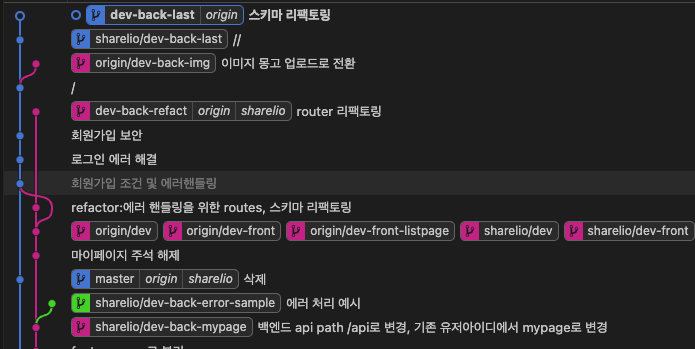 dev-back-last origin 스키마 리팩토링
sharelio/dev-back-last //
origin/dev-back-img 이미지 몽고 업로드로 전환
/
dev-back-refact origin sharelio router 리팩토링
회원가입 보안
로그인 에러 해결
회원가입 조건 및 에러핸들링
refactor:에러 핸들링을 위한 routes, 스키마 리팩토링
origin/dev origin/dev-front origin/dev-front-listpage sharelio/dev sharelio/dev-front
마이페이지 주석 해제
master origin sharelio 삭제
sharelio/dev-back-error-sample 에러 처리 예시
sharelio/dev-back-mypage 백엔드 api path /api로 변경, 기존 유저아이디에서 mypage로 변경